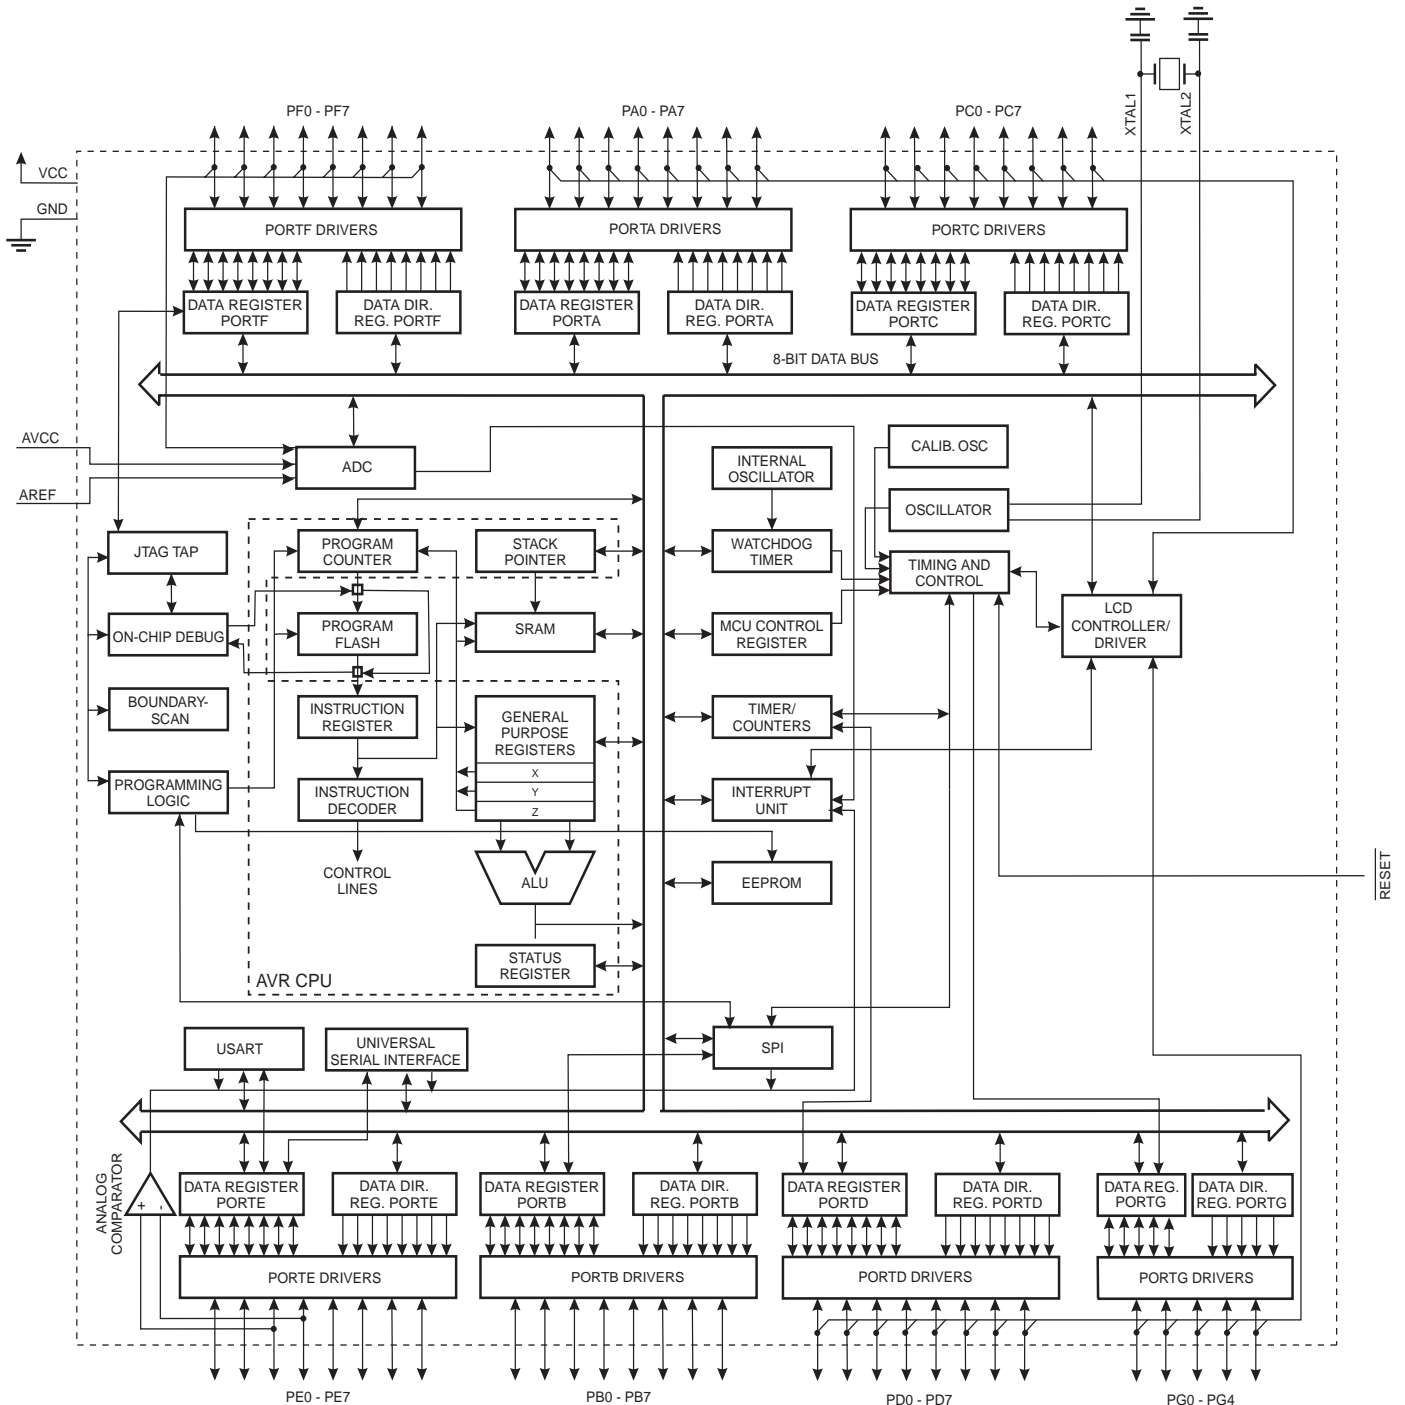 XTAL1
XTAL2
PF0 - PF7
PA0 - PA7
PC0 - PC7
VCC
GND
PORTF DRIVERS
PORTA DRIVERS
PORTC DRIVERS
DATA REGISTER
PORTF
DATA DIR.
REG. PORTF
DATA REGISTER
PORTA
DATA DIR.
REG. PORTA
DATA REGISTER
PORTC
DATA DIR.
REG. PORTC
8-BIT DATA BUS
AVCC
AREF
ADC
INTERNAL
OSCILLATOR
CALIB. OSC
OSCILLATOR
JTAG TAP
PROGRAM
COUNTER
STACK
POINTER
WATCHDOG
TIMER
TIMING AND
CONTROL
ON-CHIP DEBUG
PROGRAM
FLASH
SRAM
MCU CONTROL
REGISTER
LCD
CONTROLLER/
DRIVER
BOUNDARY-
SCAN
INSTRUCTION
REGISTER
GENERAL
PURPOSE
REGISTERS
X
Y
Z
TIMER/
COUNTERS
PROGRAMMING
LOGIC
INSTRUCTION
DECODER
INTERRUPT
UNIT
CONTROL
LINES
ALU
EEPROM
RESET
STATUS
REGISTER
AVR CPU
USART
UNIVERSAL
SERIAL INTERFACE
SPI
ANALOG
COMPARATOR
+
-
DATA REGISTER
PORTE
DATA DIR.
REG. PORTE
DATA REGISTER
PORTB
DATA DIR.
REG. PORTB
DATA REGISTER
PORTD
DATA DIR.
REG. PORTD
DATA REG.
PORTG
DATA DIR.
REG. PORTG
PORTE DRIVERS
PORTB DRIVERS
PORTD DRIVERS
PORTG DRIVERS
PE0 - PE7
PB0 - PB7
PD0 - PD7
PG0 - PG4